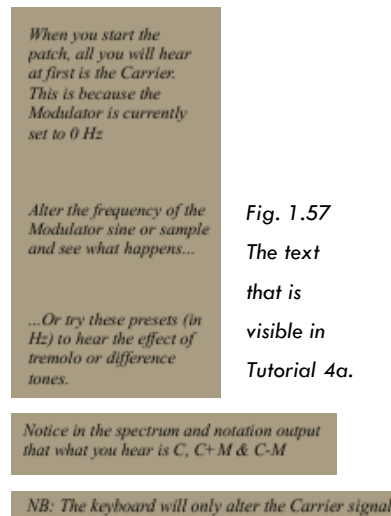 When you start the
patch, all you will hear
at first is the Carrier.
This is because the
Modulator is currently
set to 0 Hz
Alter the frequency of the
Modulator sine or sample
and see what happens...
...Or try these presets (in
Hz) to hear the effect of
tremolo or difference
tones.
Fig. 1.57
The text
that is
visible in
Tutorial 4a.
Notice in the spectrum and notation output
that what you hear is C, C+M & C-M
NB: The keyboard will only alter the Carrier signal